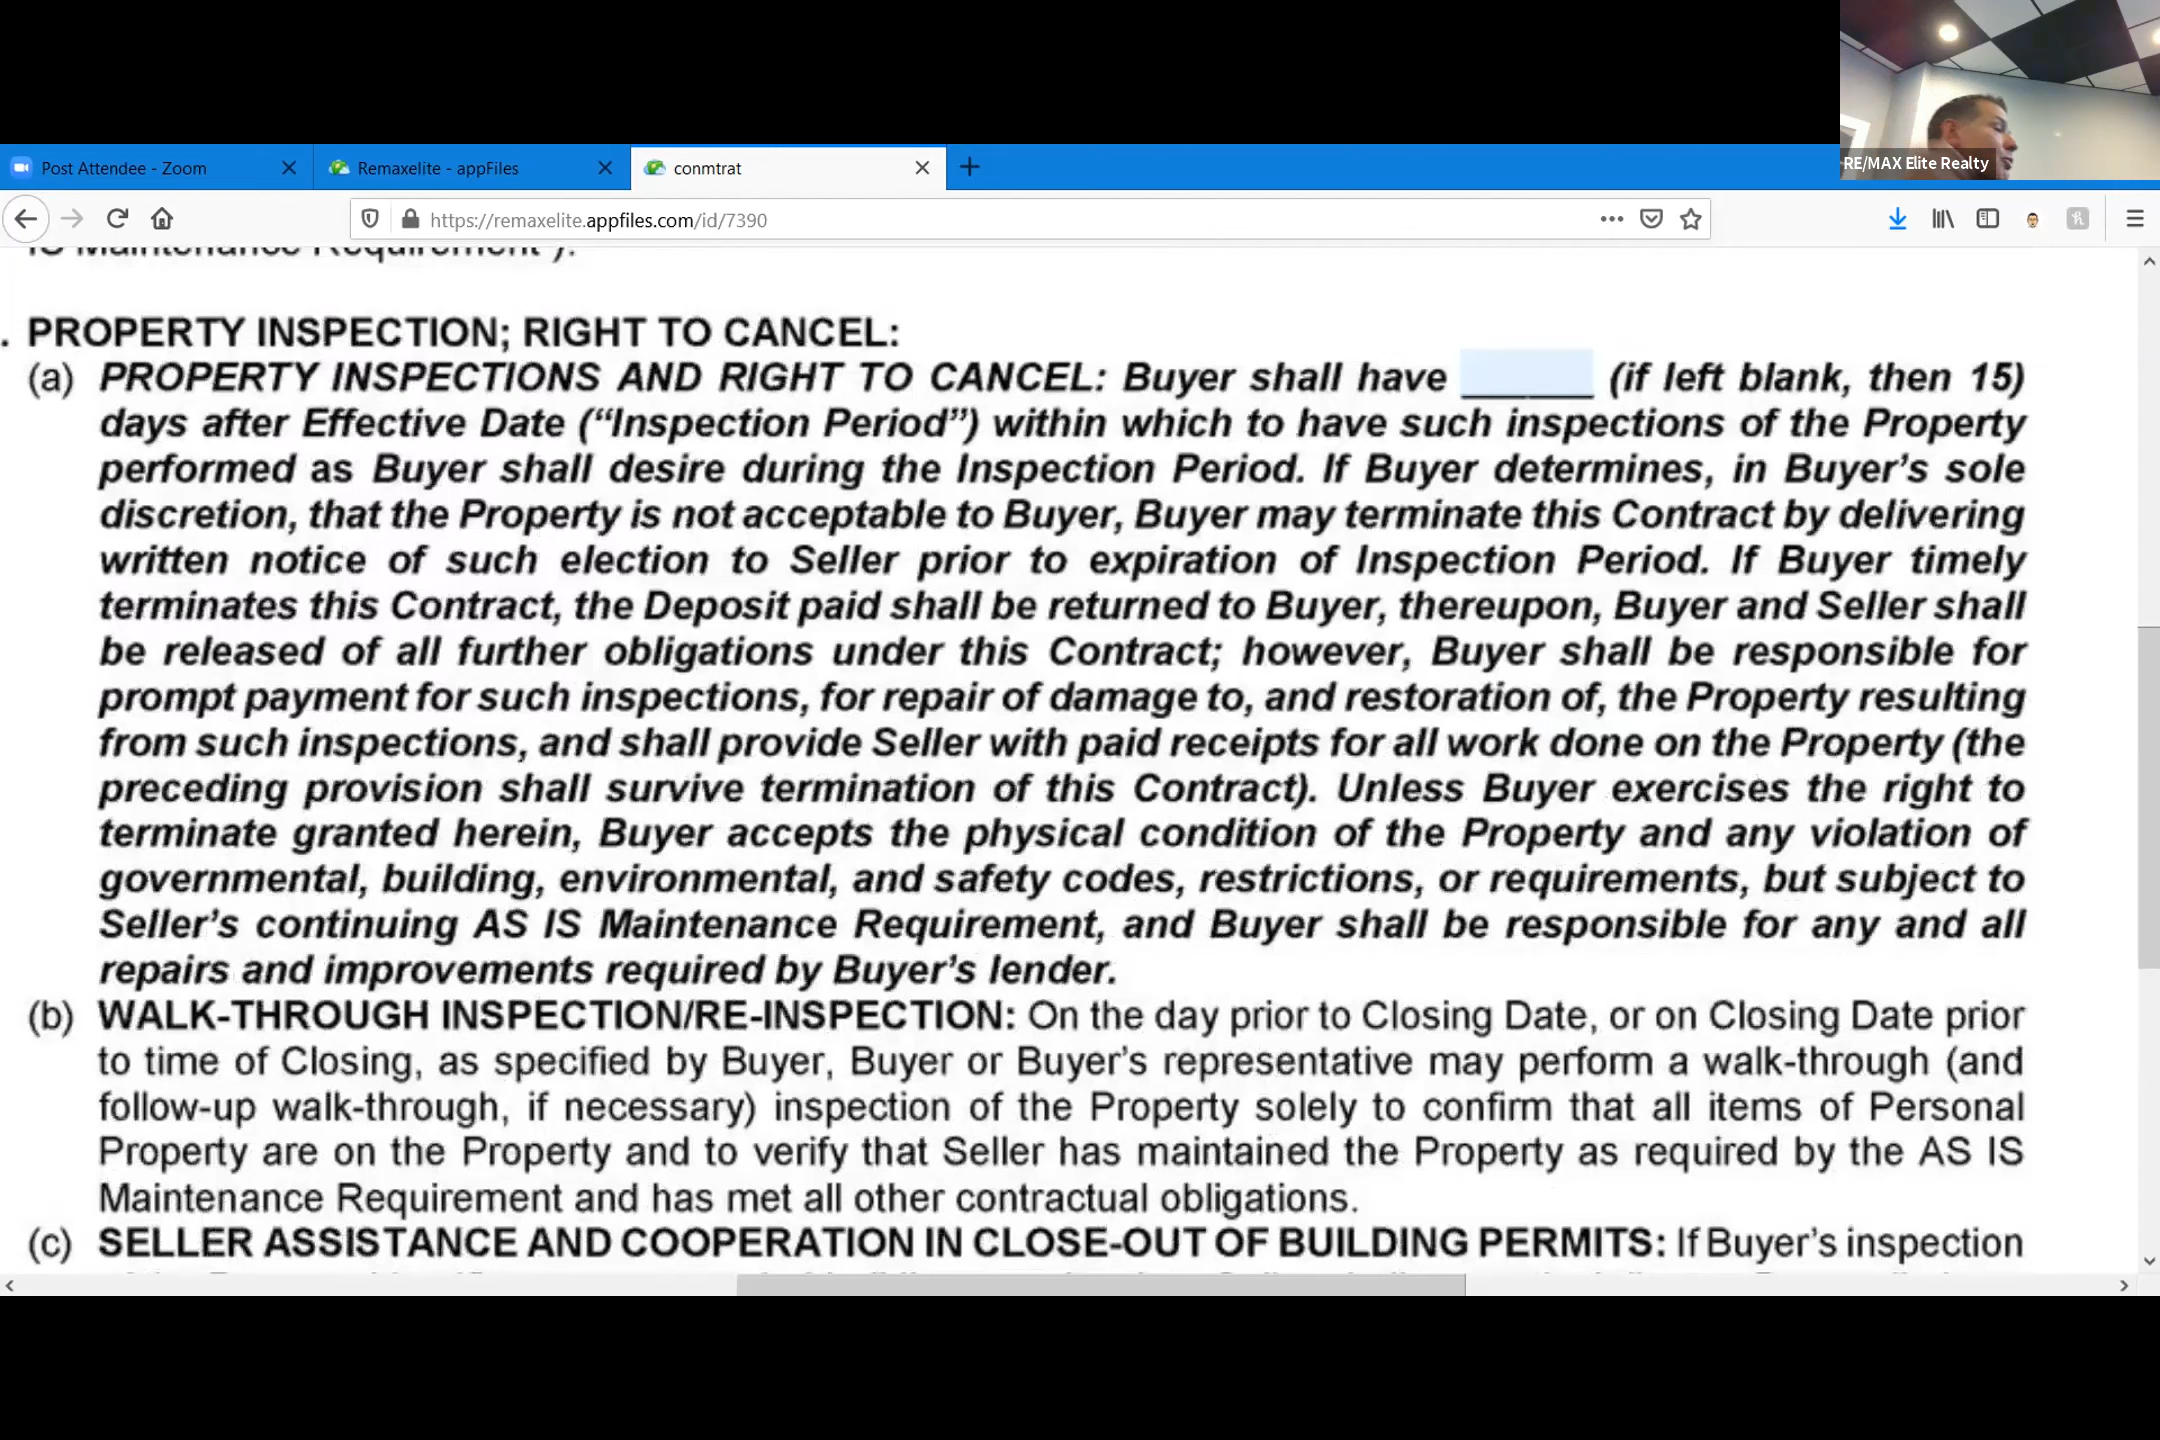 RE/MAX Elite Realty
Post Attendee - Zoom
Remaxelite - appFiles
conmtrat
https://remaxelite.appfiles.com/id/7390
IS Maintenance Requirement").
. PROPERTY INSPECTION; RIGHT TO CANCEL:
(a) PROPERTY INSPECTIONS AND RIGHT TO CANCEL: Buyer shall have (if left blank, then 15)
days after Effective Date (“Inspection Period”) within which to have such inspections of the Property
performed as Buyer shall desire during the Inspection Period. If Buyer determines, in Buyer’s sole
discretion, that the Property is not acceptable to Buyer, Buyer may terminate this Contract by delivering
written notice of such election to Seller prior to expiration of Inspection Period. If Buyer timely
terminates this Contract, the Deposit paid shall be returned to Buyer, thereupon, Buyer and Seller shall
be released of all further obligations under this Contract; however, Buyer shall be responsible for
prompt payment for such inspections, for repair of damage to, and restoration of, the Property resulting
from such inspections, and shall provide Seller with paid receipts for all work done on the Property (the
preceding provision shall survive termination of this Contract). Unless Buyer exercises the right to
terminate granted herein, Buyer accepts the physical condition of the Property and any violation of
governmental, building, environmental, and safety codes, restrictions, or requirements, but subject to
Seller’s continuing AS IS Maintenance Requirement, and Buyer shall be responsible for any and all
repairs and improvements required by Buyer’s lender.
(b) WALK-THROUGH INSPECTION/RE-INSPECTION: On the day prior to Closing Date, or on Closing Date prior
to time of Closing, as specified by Buyer, Buyer or Buyer’s representative may perform a walk-through (and
follow-up walk-through, if necessary) inspection of the Property solely to confirm that all items of Personal
Property are on the Property and to verify that Seller has maintained the Property as required by the AS IS
Maintenance Requirement and has met all other contractual obligations.
(c) SELLER ASSISTANCE AND COOPERATION IN CLOSE-OUT OF BUILDING PERMITS: If Buyer’s inspection